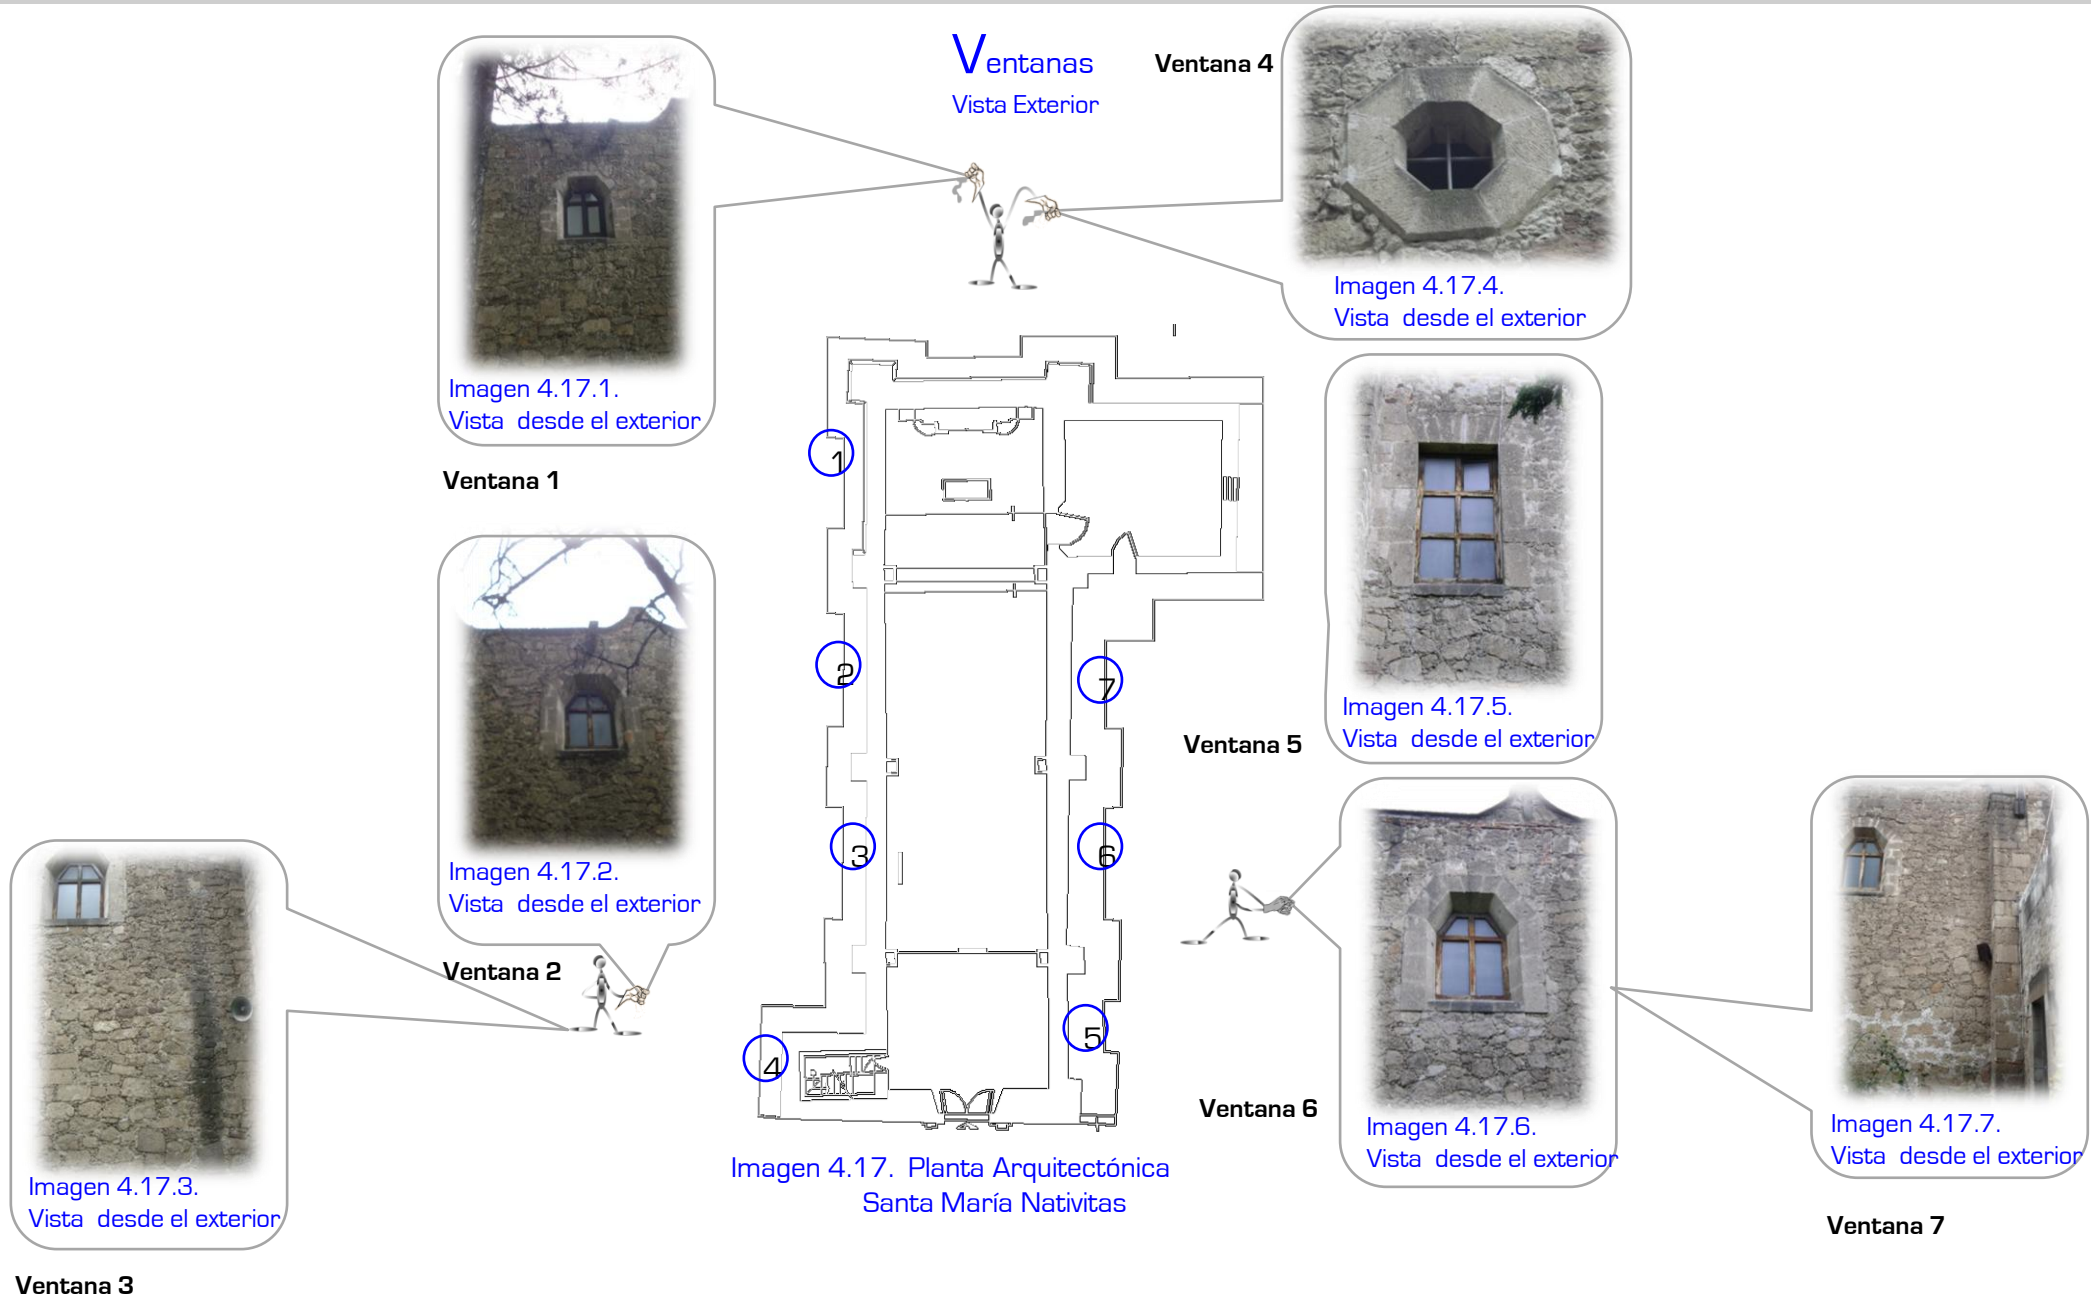 Ventanas
Vista Exterior
Ventana 4
Imagen 4.17.4.
Vista desde el exterior
Imagen 4.17.1.
Vista desde el exterior
Ventana 1
Imagen 4.17.5.
Vista desde el exterior
Ventana 5
Imagen 4.17.2.
Vista desde el exterior
Ventana 2
1
2
3
4
7
6
5
Imagen 4.17.6.
Vista desde el exterior
Ventana 6
Imagen 4.17.7.
Vista desde el exterior
Ventana 7
Imagen 4.17.3.
Vista desde el exterior
Ventana 3
Imagen 4.17. Planta Arquitectónica
Santa María Nativitas